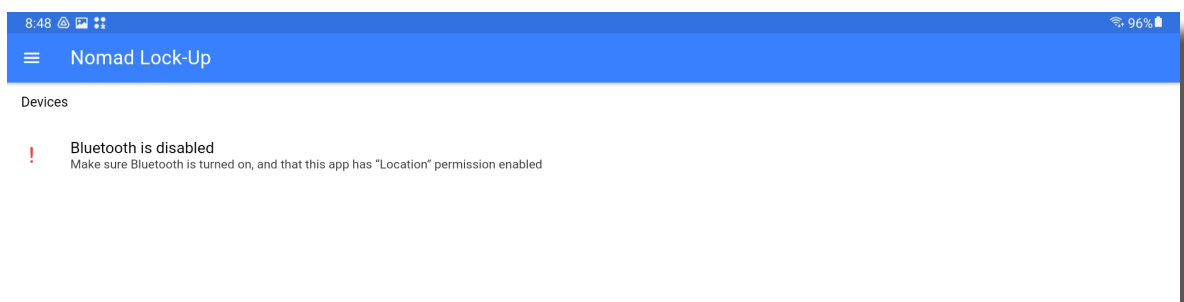 8:48 96%
Nomad Lock-Up
Devices
! Bluetooth is disabled
Make sure Bluetooth is turned on, and that this app has “Location” permission enabled